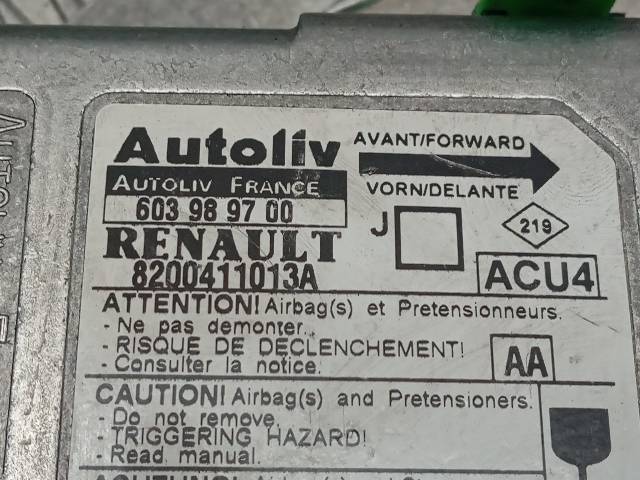 Autoliv
AVANT/FORWARD
AUTOLIV FRANCE
VORN/DELANTE
603 98 97 00
J
219
RENAULT
8200411013A
ACU4
ATTENTION! Airbag(s) et Pretensionneurs.
- Ne pas demonter.
- RISQUE DE DECLENCHEMENT!
- Consulter la notice.
AA
CAUTION! Airbag(s) and Pretensioners.
- Do not remove.
- TRIGGERING HAZARD!
- Read manual.